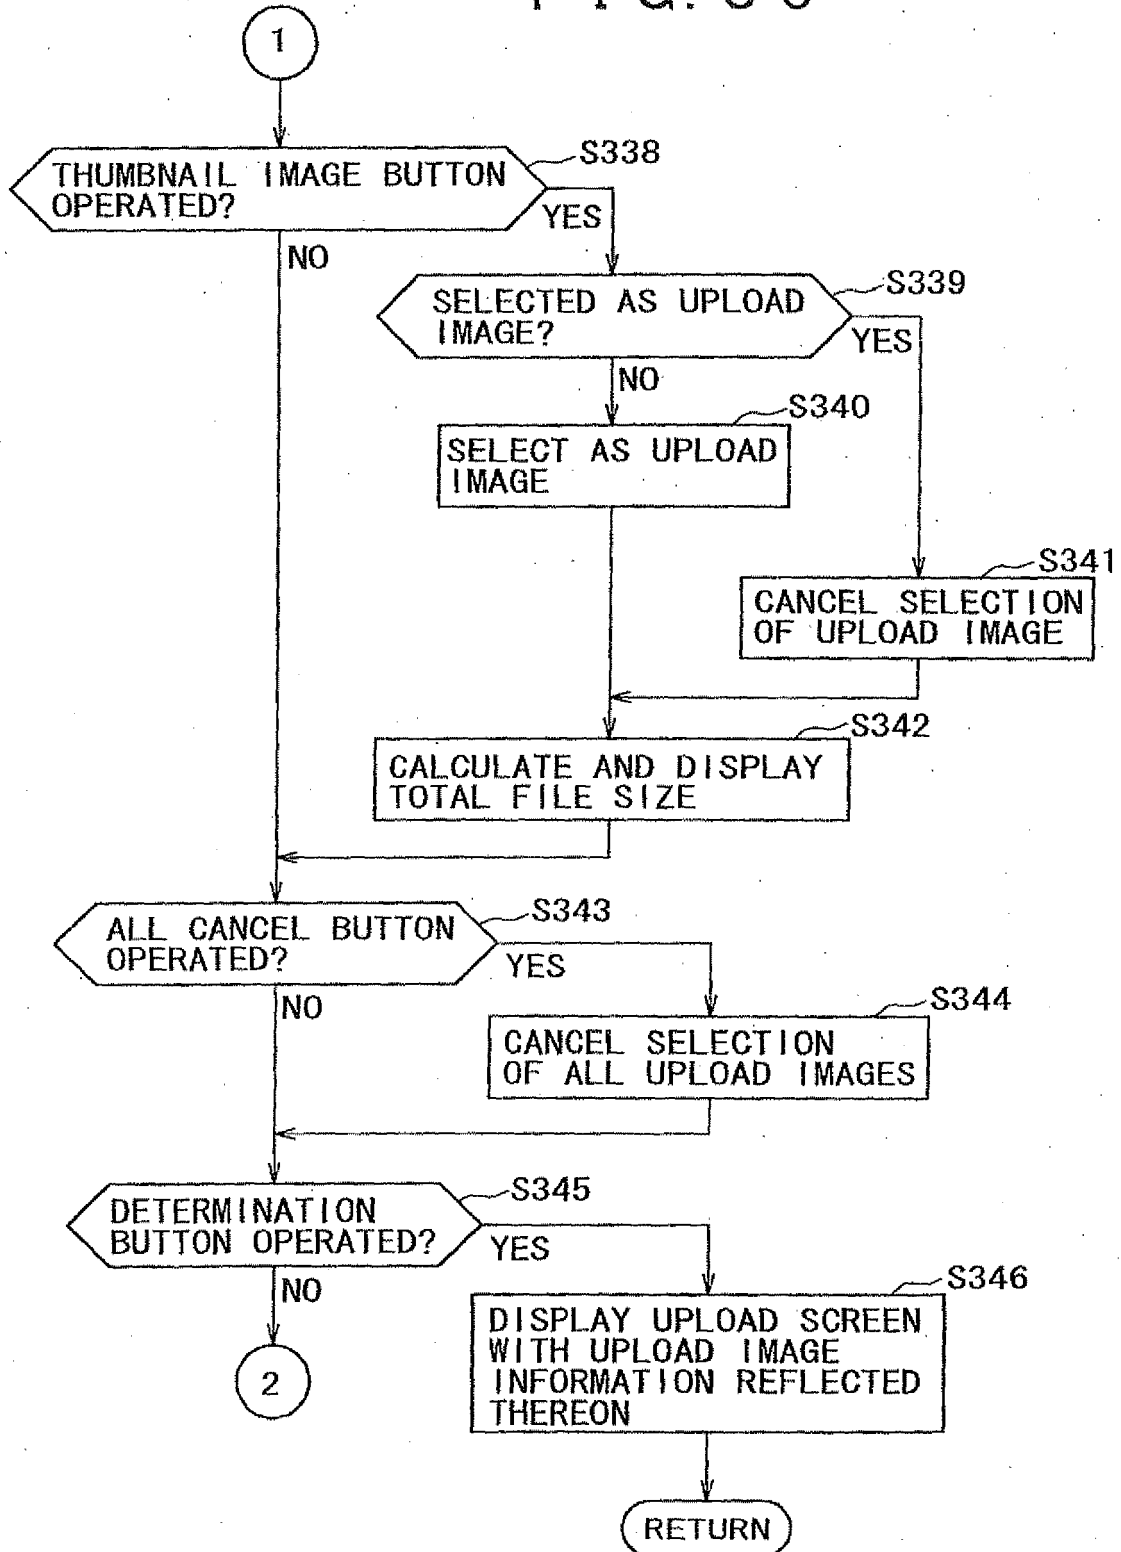 1
S338
THUMBNAIL IMAGE BUTTON
OPERATED?
YES
NO
S339
SELECTED AS UPLOAD
IMAGE?
YES
NO
S340
SELECT AS UPLOAD
IMAGE
S341
CANCEL SELECTION
OF UPLOAD IMAGE
S342
CALCULATE AND DISPLAY
TOTAL FILE SIZE
S343
ALL CANCEL BUTTON
OPERATED?
YES
NO
S344
CANCEL SELECTION
OF ALL UPLOAD IMAGES
S345
DETERMINATION
BUTTON OPERATED?
YES
NO
S346
DISPLAY UPLOAD SCREEN
WITH UPLOAD IMAGE
INFORMATION REFLECTED
THEREON
2
RETURN